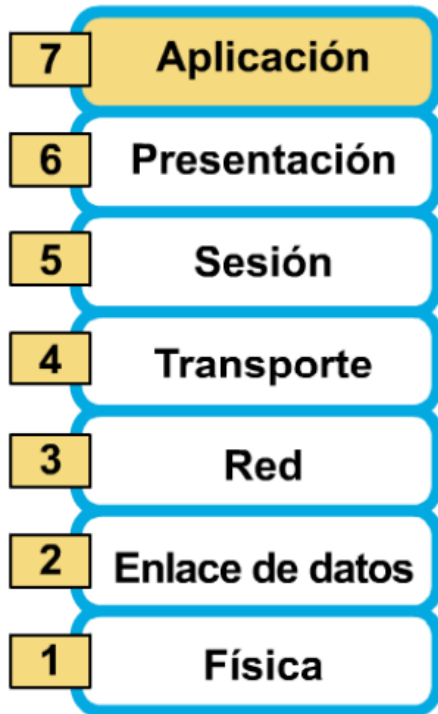 7 Aplicación
6 Presentación
5 Sesión
4 Transporte
3 Red
2 Enlace de datos
1 Física